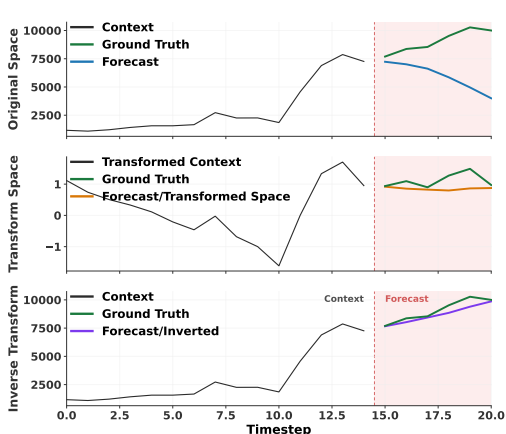 Original Space
10000
7500
5000
2500
Context
Ground Truth
Forecast
Transform Space
1
0
−1
Transformed Context
Ground Truth
Forecast/Transformed Space
Inverse Transform
10000
7500
5000
2500
Context
Ground Truth
Forecast/Inverted
Context
Forecast
0.0 2.5 5.0 7.5 10.0 12.5 15.0 17.5 20.0
Timestep